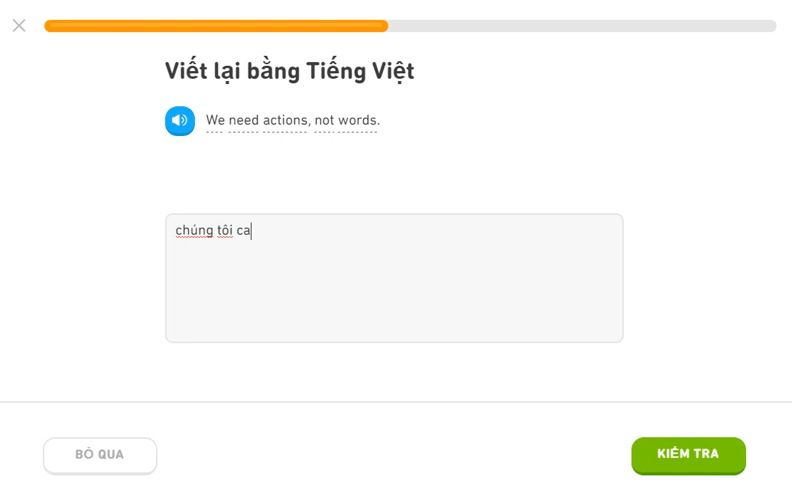 Viết lại bằng Tiếng Việt
We need actions, not words.
chúng tôi ca
BỎ QUA
KIỂM TRA